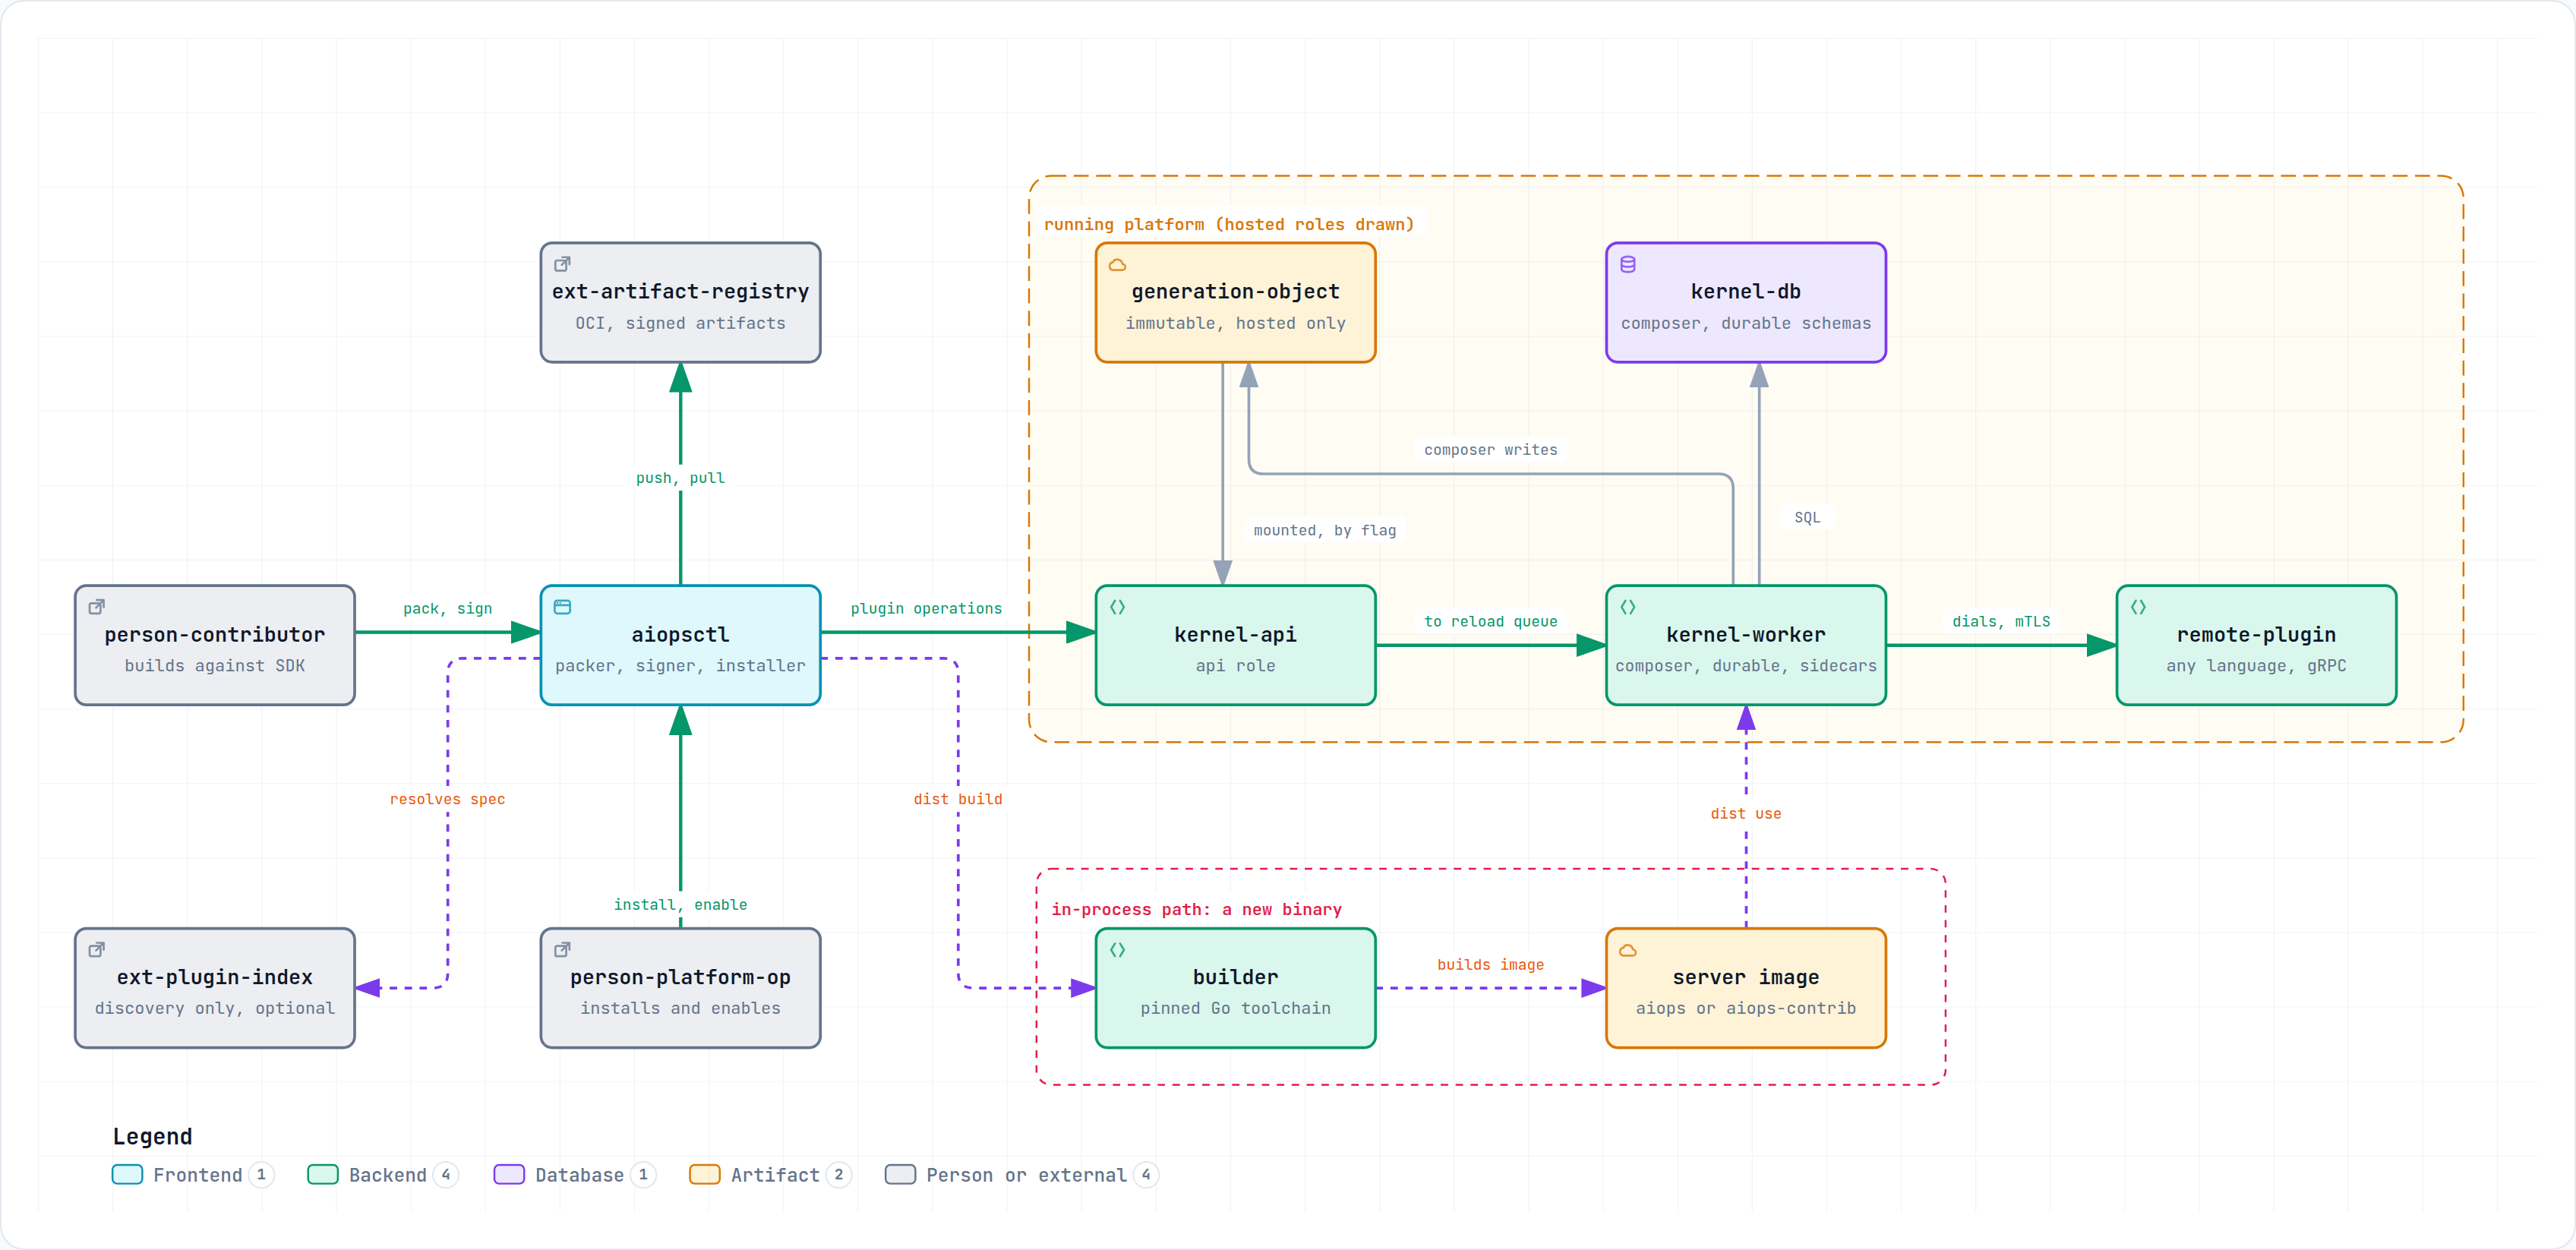 running platform (hosted roles drawn)
ext-artifact-registry
OCI, signed artifacts
generation-object
immutable, hosted only
kernel-db
composer, durable schemas
composer writes
push, pull
SQL
mounted, by flag
person-contributor
builds against SDK
pack, sign
aiopsctl
packer, signer, installer
plugin operations
kernel-api
api role
to reload queue
kernel-worker
composer, durable, sidecars
dials, mTLS
remote-plugin
any language, gRPC
resolves spec
dist build
dist use
install, enable
in-process path: a new binary
ext-plugin-index
discovery only, optional
person-platform-op
installs and enables
builder
pinned Go toolchain
builds image
server image
aiops or aiops-contrib
Legend
Frontend 1
Backend 4
Database 1
Artifact 2
Person or external 4